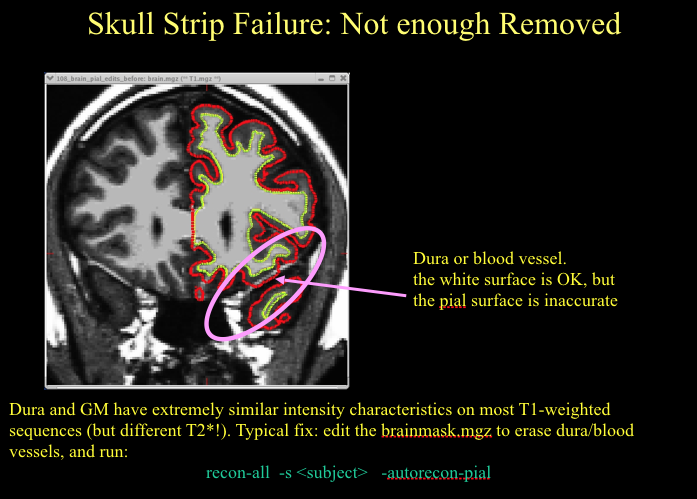 Skull Strip Failure: Not enough Removed
108_brain_pial_edits_before: brain.mgz (** T1.mgz **)
Dura or blood vessel.
the white surface is OK, but
the pial surface is inaccurate
Dura and GM have extremely similar intensity characteristics on most T1-weighted
sequences (but different T2*!). Typical fix: edit the brainmask.mgz to erase dura/blood
vessels, and run:
recon-all -s <subject> -autorecon-pial